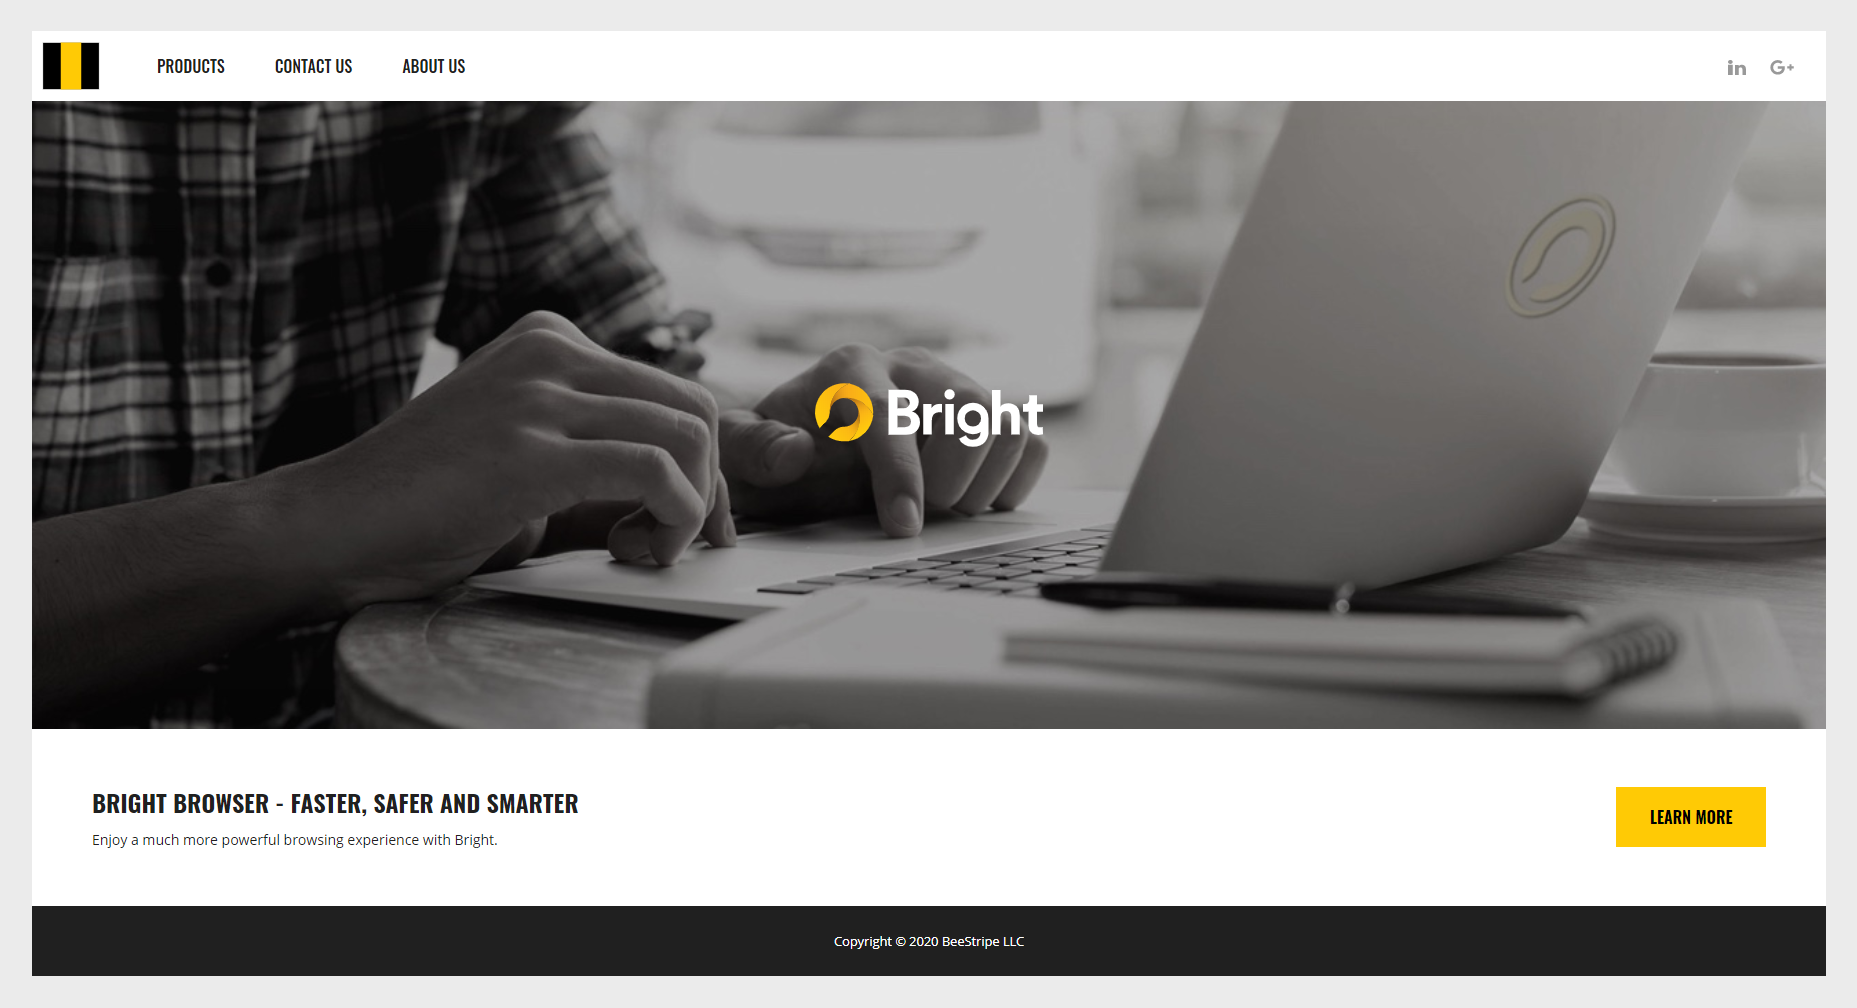 PRODUCTS CONTACT US ABOUT US
in G+
Bright
BRIGHT BROWSER - FASTER, SAFER AND SMARTER
Enjoy a much more powerful browsing experience with Bright.
LEARN MORE
Copyright © 2020 BeeStripe LLC